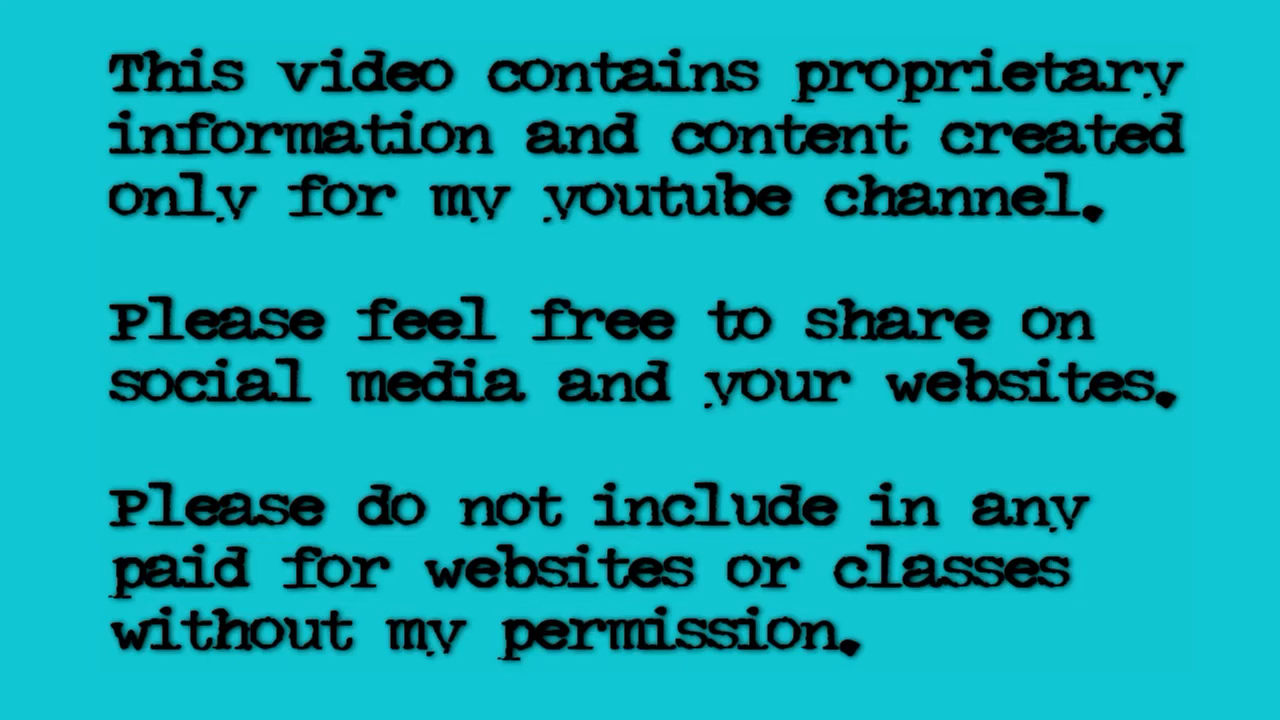 This video contains proprietary
information and content created
only for my youtube channel.
Please feel free to share on
social media and your websites.
Please do not include in any
paid for websites or classes
without my permission.